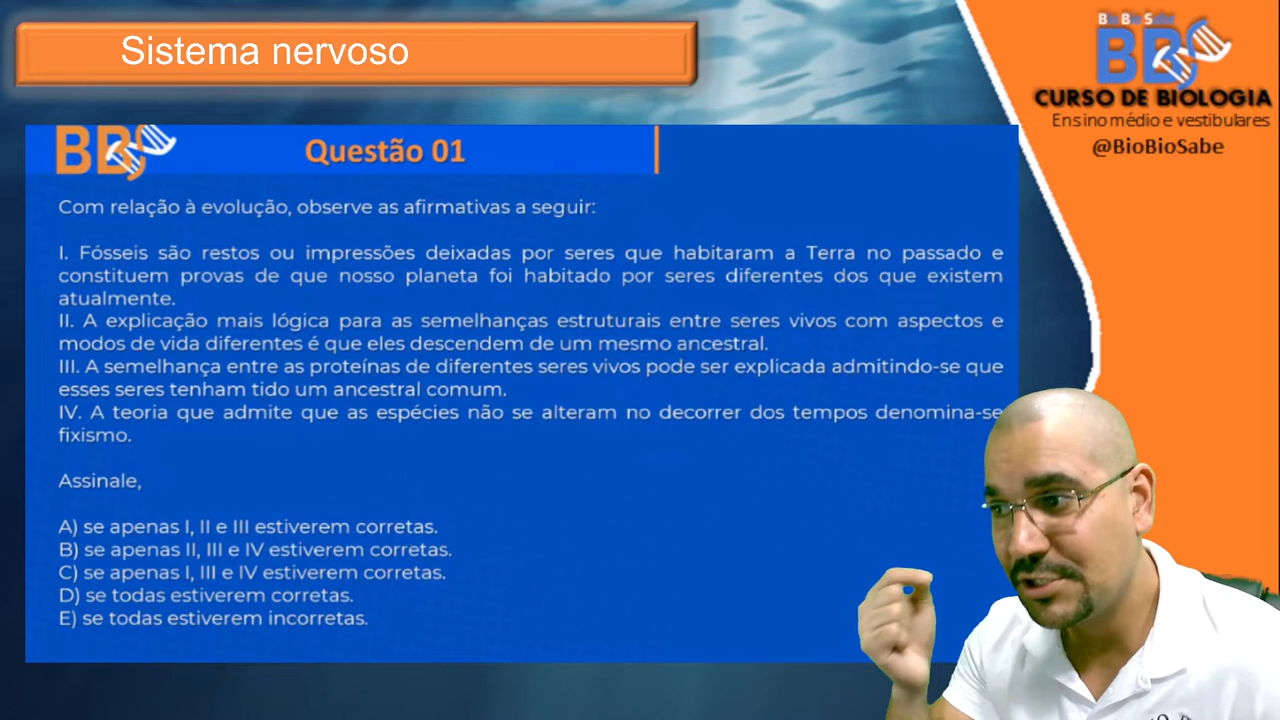 Sistema nervoso
Bio Bio Sabe
BBS
CURSO DE BIOLOGIA
Ensino médio e vestibulares
@BioBioSabe
BBS
Questão 01
Com relação à evolução, observe as afirmativas a seguir:
I. Fósseis são restos ou impressões deixadas por seres que habitaram a Terra no passado e
constituem provas de que nosso planeta foi habitado por seres diferentes dos que existem
atualmente.
II. A explicação mais lógica para as semelhanças estruturais entre seres vivos com aspectos e
modos de vida diferentes é que eles descendem de um mesmo ancestral.
III. A semelhança entre as proteínas de diferentes seres vivos pode ser explicada admitindo-se que
esses seres tenham tido um ancestral comum.
IV. A teoria que admite que as espécies não se alteram no decorrer dos tempos denomina-se
fixismo.
Assinale,
A) se apenas I, II e III estiverem corretas.
B) se apenas II, III e IV estiverem corretas.
C) se apenas I, III e IV estiverem corretas.
D) se todas estiverem corretas.
E) se todas estiverem incorretas.